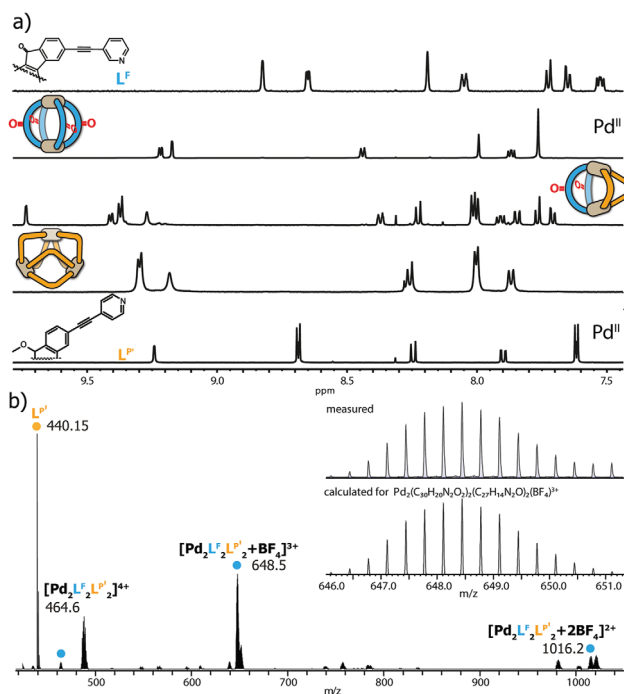 a)
O
N
L^F
O O O O
Pd^II
O O
N
O
L^P'
Pd^II
9.5 9.0 8.5 8.0 7.5
ppm
b)
L^P'
440.15
measured
calculated for Pd2(C30H20N2O2)2(C27H14N2O)2(BF4)^3+
[Pd2L^F2L^P'2+BF4]^3+
648.5
[Pd2L^F2L^P'2]^4+
464.6
646.0 647.0 648.0 649.0 650.0 651.0
m/z
[Pd2L^F2L^P'2+2BF4]^2+
1016.2
500 600 700 800 900 1000
m/z